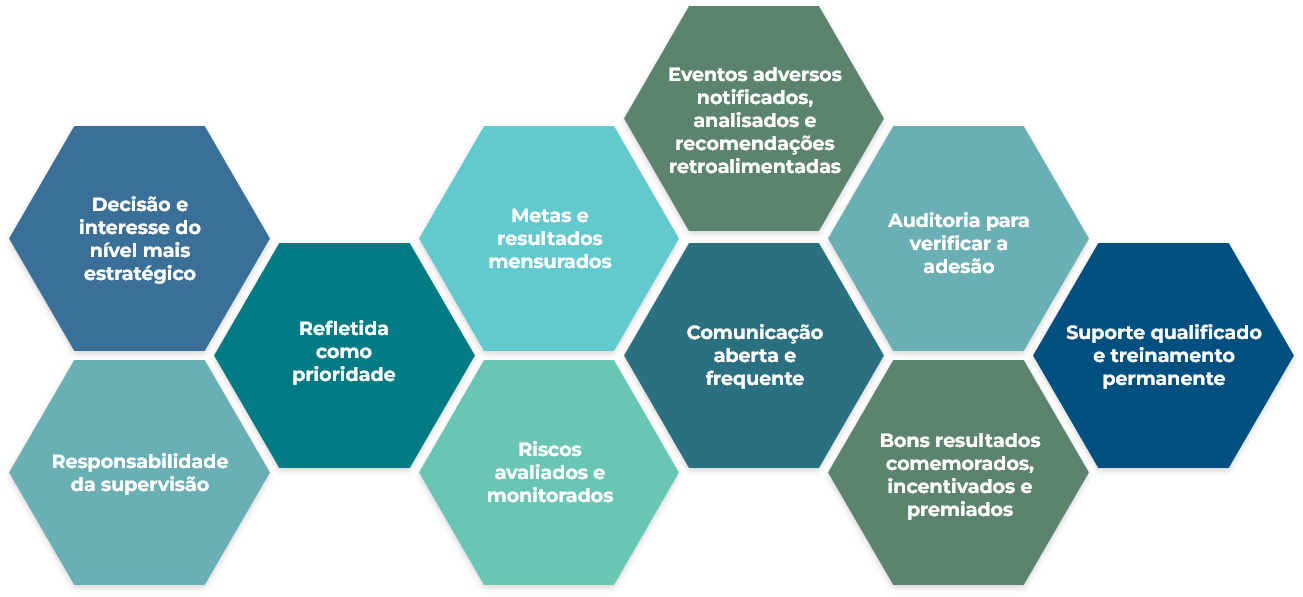 Decisão e
interesse do
nível mais
estratégico
Responsabilidade
da supervisão
Refletida
como
prioridade
Metas e
resultados
mensurados
Riscos
avaliados e
monitorados
Eventos adversos
notificados,
analisados e
recomendações
retroalimentadas
Comunicação
aberta e
frequente
Auditoria para
verificar a
adesão
Bons resultados
comemorados,
incentivados e
premiados
Suporte qualificado
e treinamento
permanente